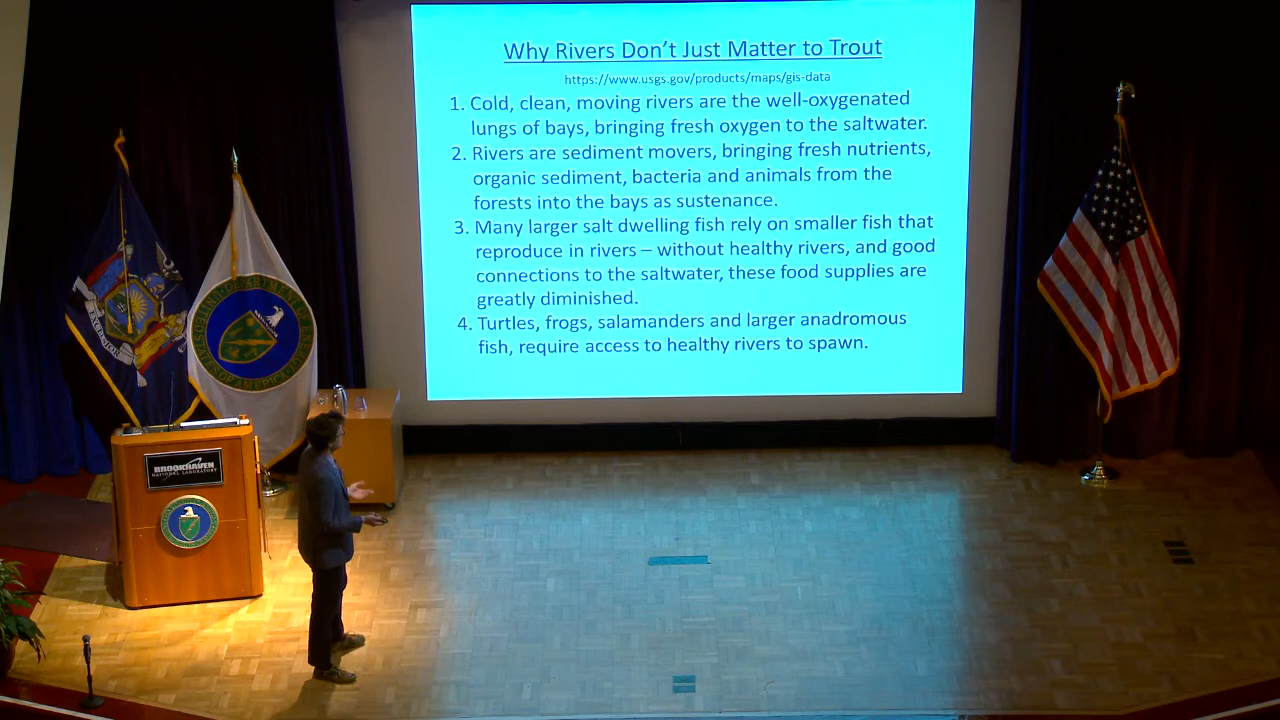 Why Rivers Don't Just Matter to Trout
https://www.usgs.gov/products/maps/gis-data
1. Cold, clean, moving rivers are the well-oxygenated
lungs of bays, bringing fresh oxygen to the saltwater.
2. Rivers are sediment movers, bringing fresh nutrients,
organic sediment, bacteria and animals from the
forests into the bays as sustenance.
3. Many larger salt dwelling fish rely on smaller fish that
reproduce in rivers – without healthy rivers, and good
connections to the saltwater, these food supplies are
greatly diminished.
4. Turtles, frogs, salamanders and larger anadromous
fish, require access to healthy rivers to spawn.
EXCELSIOR
BROOKHAVEN
NATIONAL LABORATORY